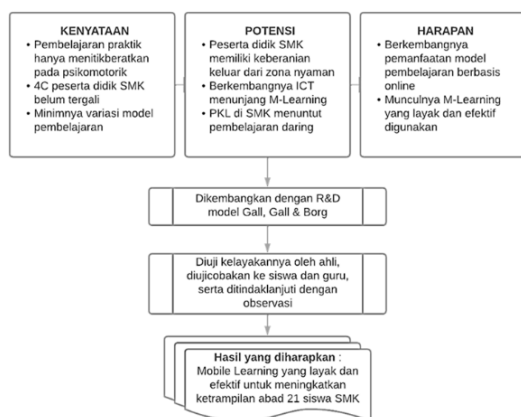 KENYATAAN
• Pembelajaran praktik
hanya menitikberatkan
pada psikomotorik
• 4C peserta didik SMK
belum tergali
• Minimnya variasi model
pembelajaran
POTENSI
• Peserta didik SMK
memiliki keberanian
keluar dari zona nyaman
• Berkembangnya ICT
menunjang M-Learning
• PKL di SMK menuntut
pembelajaran daring
HARAPAN
• Berkembangnya
pemanfaatan model
pembelajaran berbasis
online
• Munculnya M-Learning
yang layak dan efektif
digunakan
Dikembangkan dengan R&D
model Gall, Gall & Borg
Diuji kelayakannya oleh ahli,
diujicobakan ke siswa dan guru,
serta ditindaklanjuti dengan
observasi
Hasil yang diharapkan :
Mobile Learning yang layak dan
efektif untuk meningkatkan
ketrampilan abad 21 siswa SMK